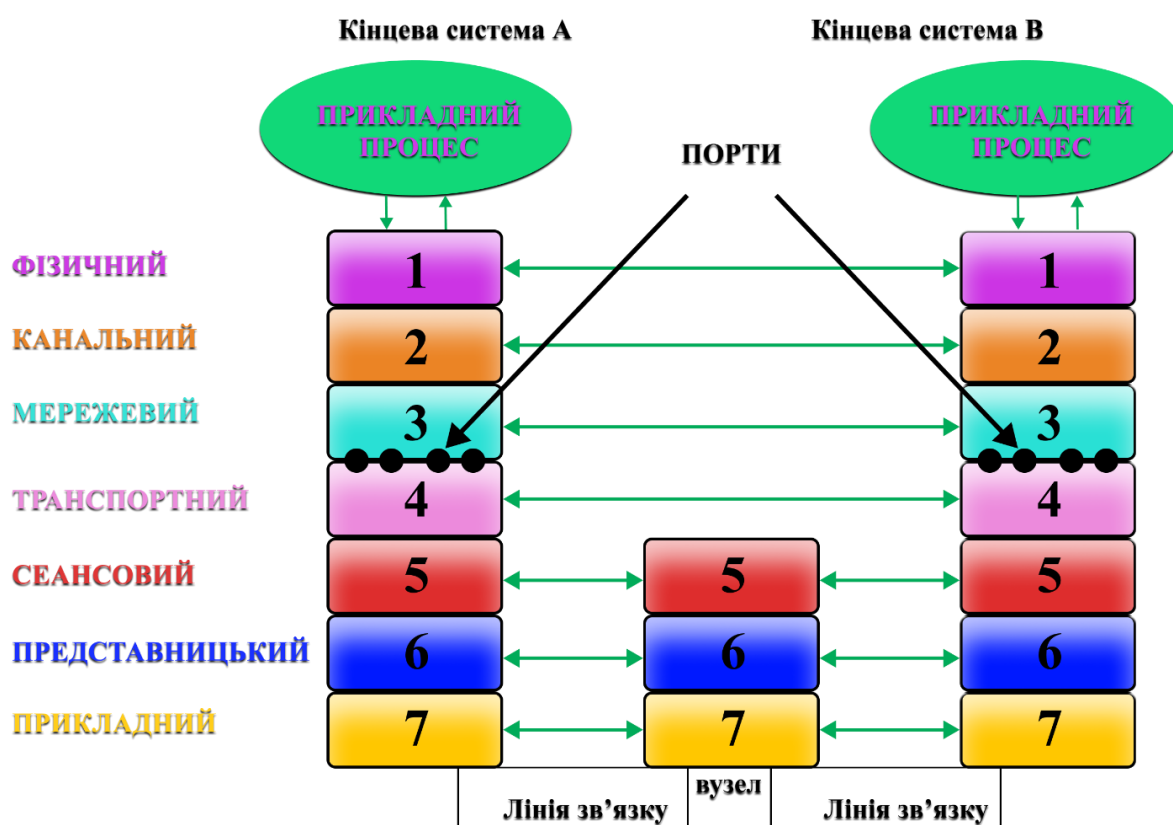 Кінцева система А
Кінцева система В
ПРИКЛАДНИЙ
ПРОЦЕС
ПРИКЛАДНИЙ
ПРОЦЕС
ПОРТИ
ФІЗИЧНИЙ
1
1
КАНАЛЬНИЙ
2
2
МЕРЕЖЕВИЙ
3
3
ТРАНСПОРТНИЙ
4
4
СЕАНСОВИЙ
5
5
5
ПРЕДСТАВНИЦЬКИЙ
6
6
6
ПРИКЛАДНИЙ
7
7
7
вузел
Лінія зв’язку
Лінія зв’язку